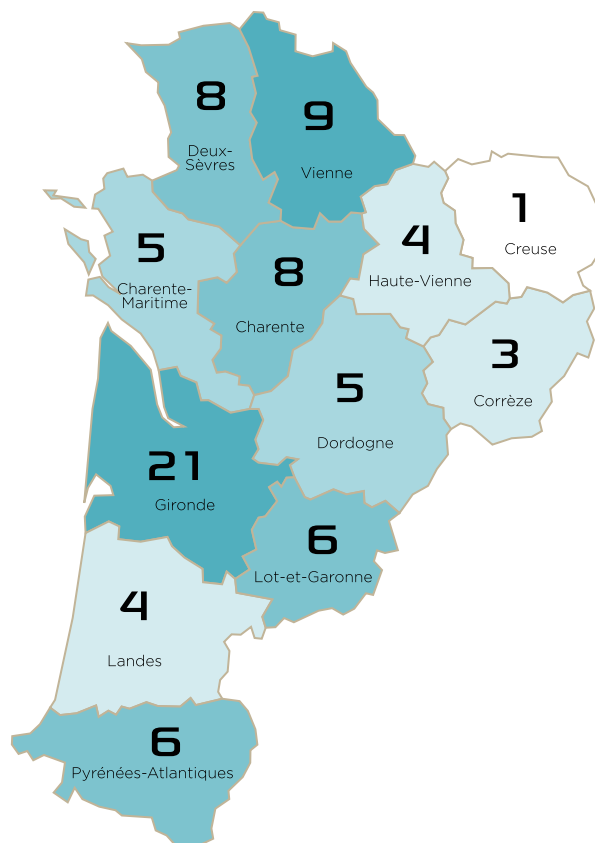 8
Deux-
Sèvres
9
Vienne
1
Creuse
4
Haute-Vienne
5
Charente-
Maritime
8
Charente
3
Corrèze
5
Dordogne
21
Gironde
6
Lot-et-Garonne
4
Landes
6
Pyrénées-Atlantiques